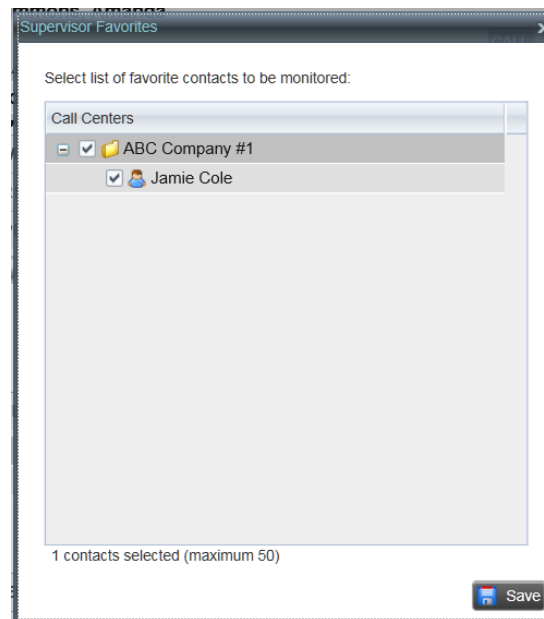 Supervisor Favorites
Select list of favorite contacts to be monitored:
Call Centers
ABC Company #1
Jamie Cole
1 contacts selected (maximum 50)
Save